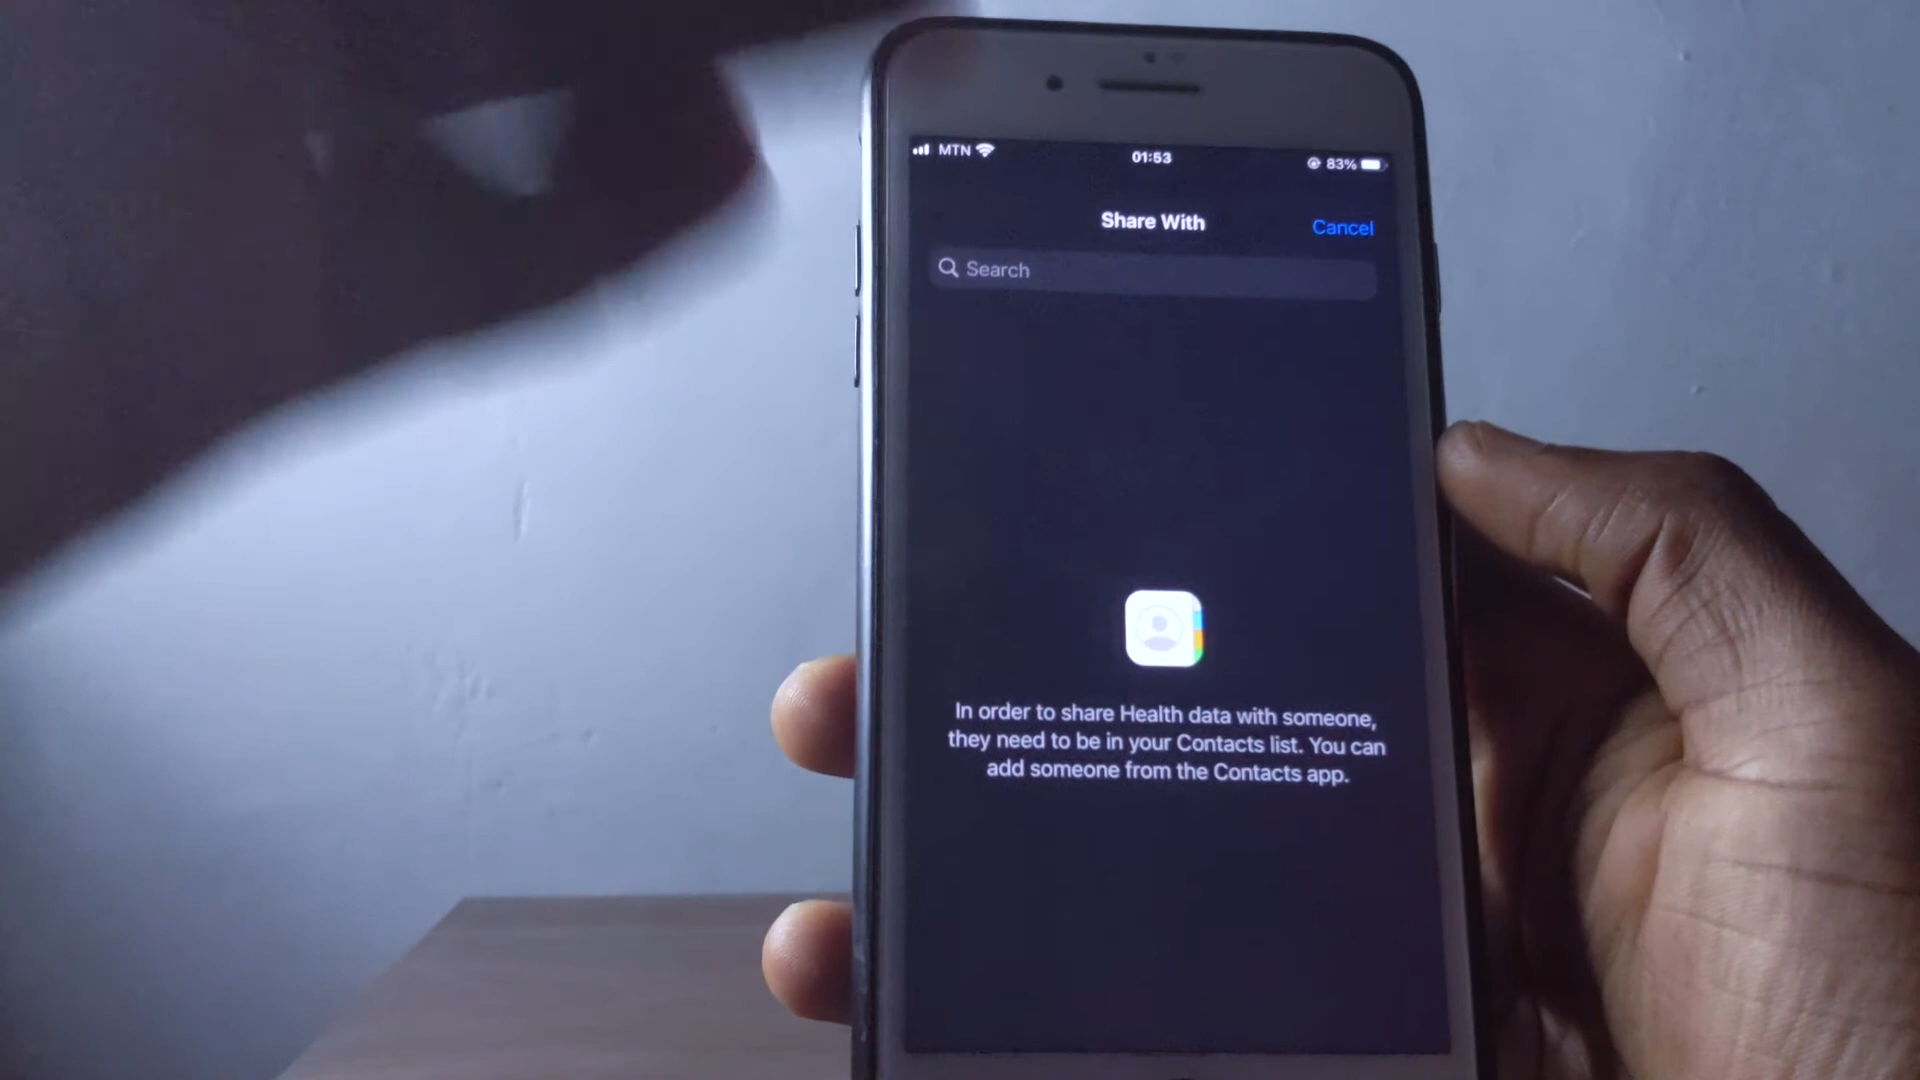 MTN 01:53 83%
Share With Cancel
Search
In order to share Health data with someone,
they need to be in your Contacts list. You can
add someone from the Contacts app.